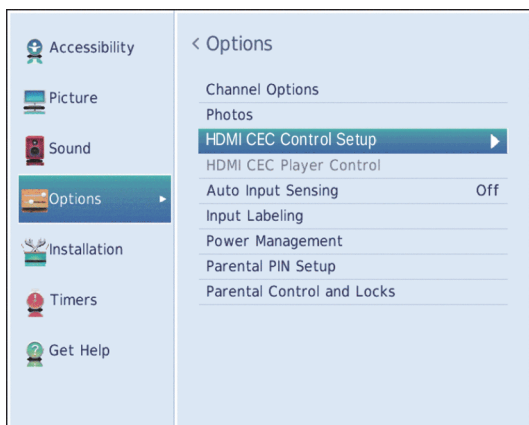 Accessibility
Picture
Sound
Options
Installation
Timers
Get Help
< Options
Channel Options
Photos
HDMI CEC Control Setup
HDMI CEC Player Control
Auto Input Sensing Off
Input Labeling
Power Management
Parental PIN Setup
Parental Control and Locks